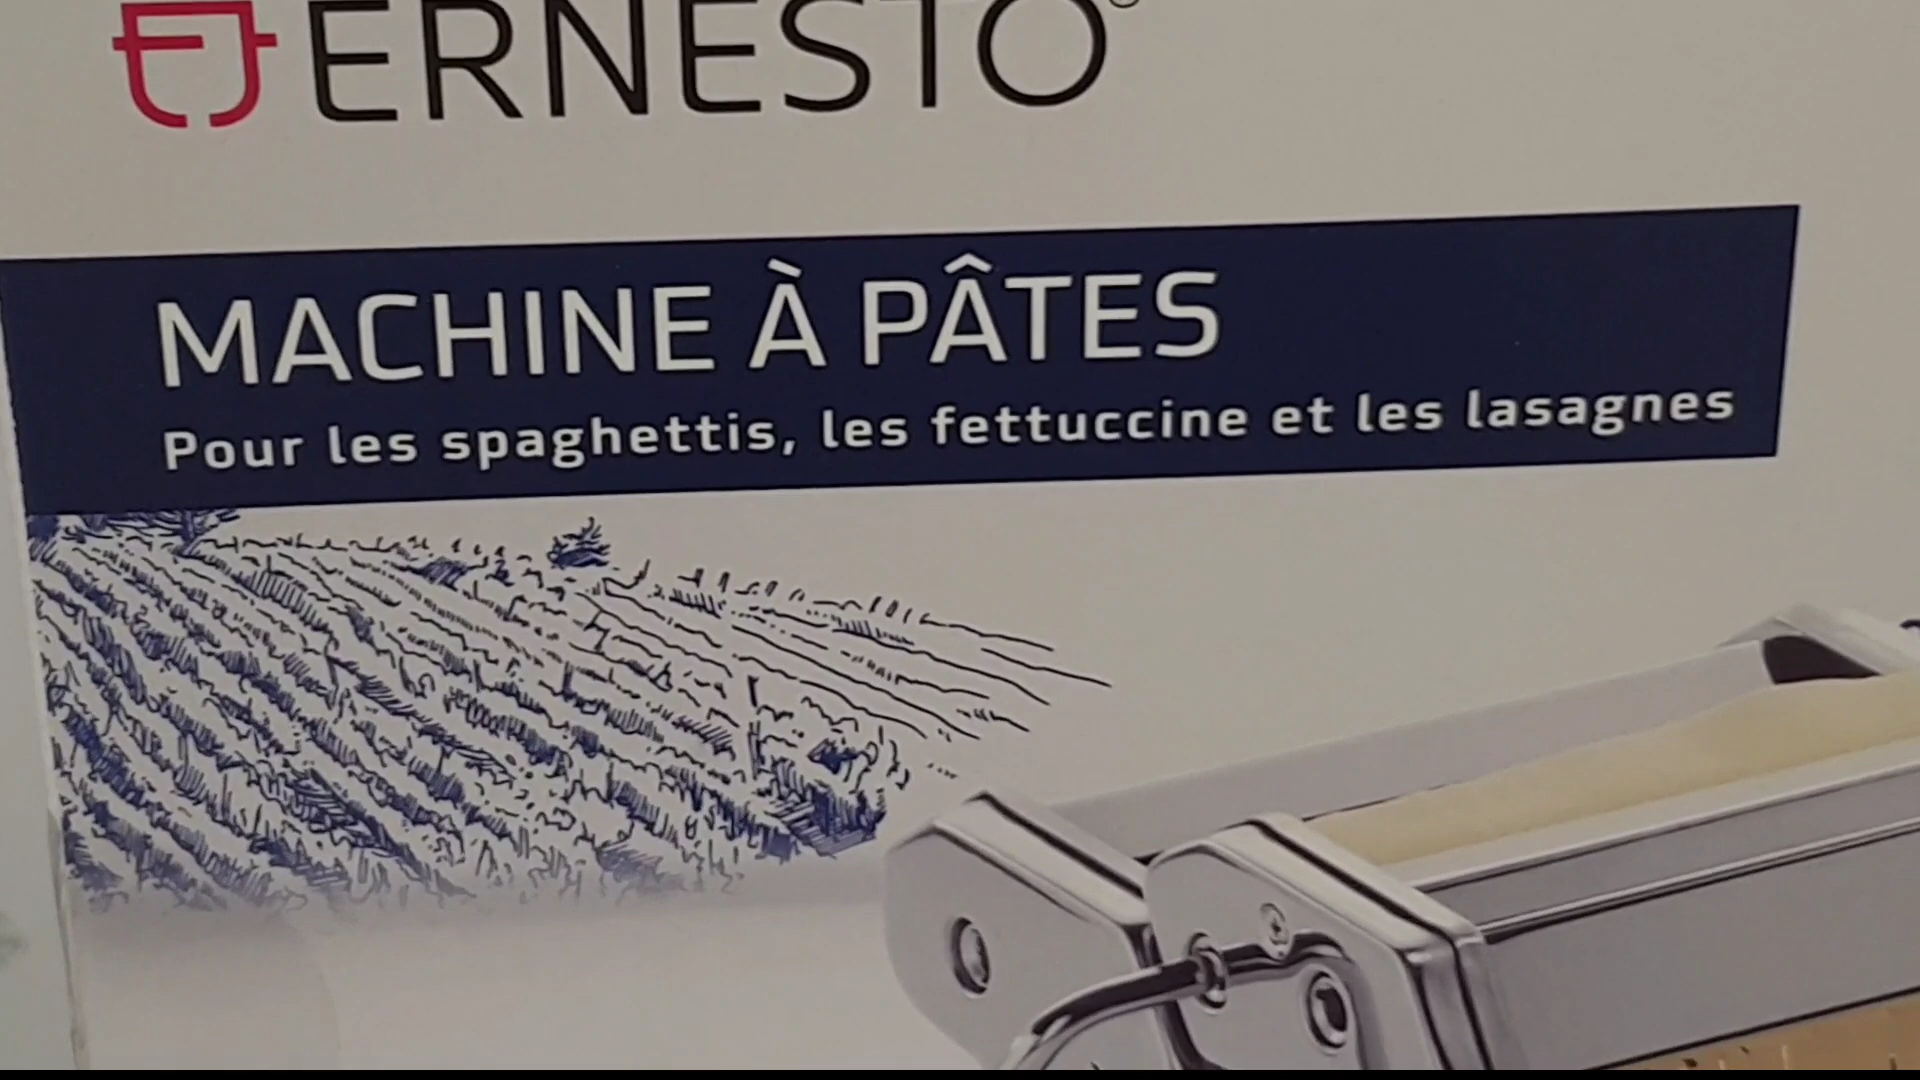 ERNESTO
MACHINE À PÂTES
Pour les spaghettis, les fettuccine et les lasagnes